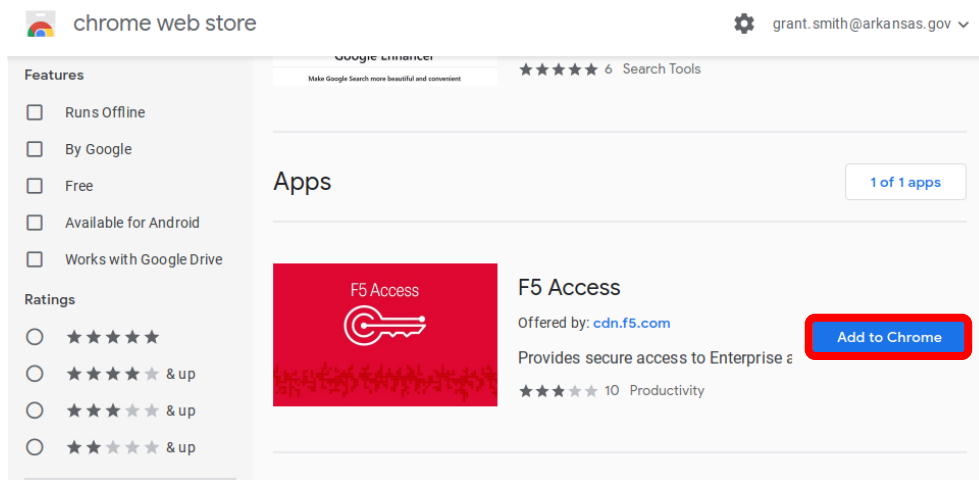 chrome web store
grant.smith@arkansas.gov
Features
Runs Offline
By Google
Free
Available for Android
Works with Google Drive
Ratings
& up
& up
& up
Google Enhancer
Make Google Search more beautiful and convenient
6 Search Tools
Apps
1 of 1 apps
F5 Access
F5 Access
Offered by: cdn.f5.com
Provides secure access to Enterprise a
10 Productivity
Add to Chrome